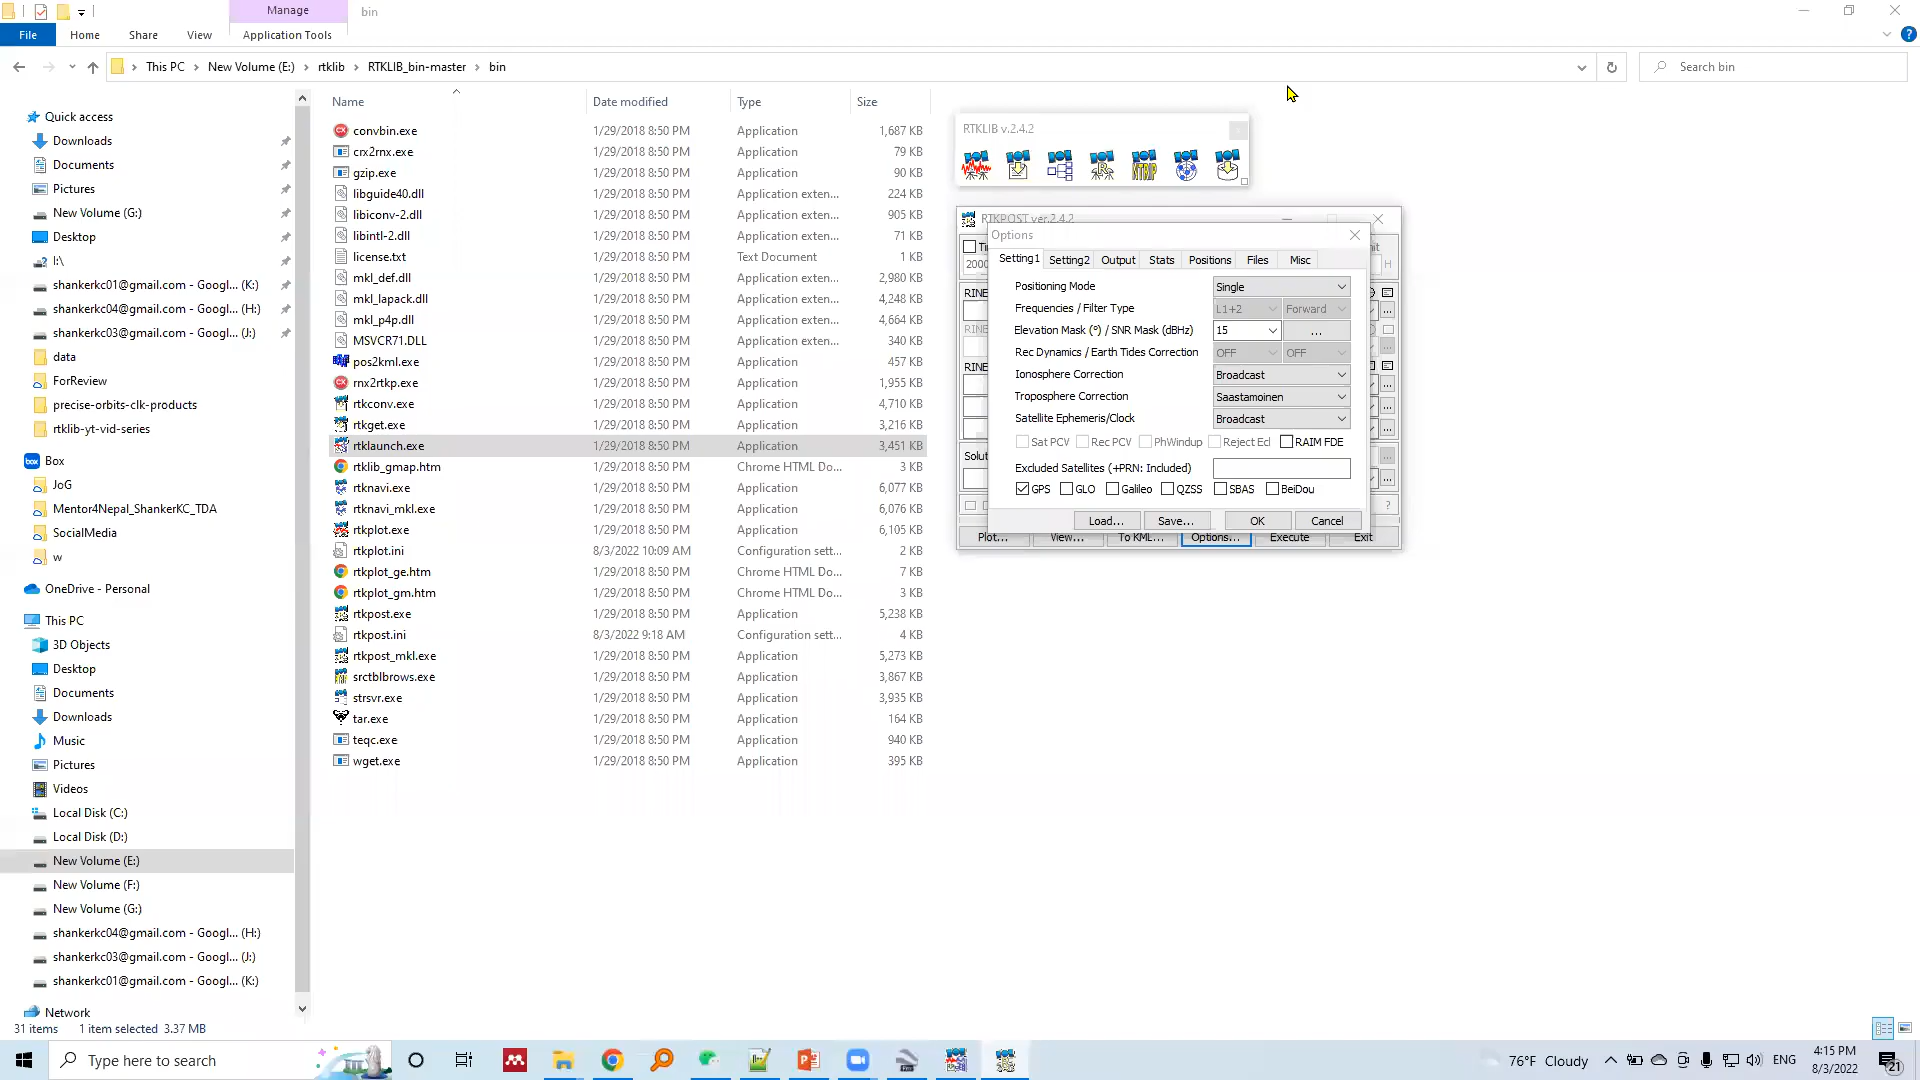 Manage
bin
File
Home
Share
View
Application Tools
This PC
New Volume (E:)
rtklib
RTKLIB_bin-master
bin
Search bin
Quick access
Downloads
Documents
Pictures
New Volume (G:)
Desktop
I:\
shankerkc01@gmail.com - Googl... (K:)
shankerkc04@gmail.com - Googl... (H:)
shankerkc03@gmail.com - Googl... (J:)
data
ForReview
precise-orbits-clk-products
rtklib-yt-vid-series
Box
JoG
Mentor4Nepal_ShankerKC_TDA
SocialMedia
w
OneDrive - Personal
This PC
3D Objects
Desktop
Documents
Downloads
Music
Pictures
Videos
Local Disk (C:)
Local Disk (D:)
New Volume (E:)
New Volume (F:)
New Volume (G:)
shankerkc04@gmail.com - Googl... (H:)
shankerkc03@gmail.com - Googl... (J:)
shankerkc01@gmail.com - Googl... (K:)
Network
Name Date modified Type Size
convbin.exe 1/29/2018 8:50 PM Application 1,687 KB
crx2rnx.exe 1/29/2018 8:50 PM Application 79 KB
gzip.exe 1/29/2018 8:50 PM Application 90 KB
libguide40.dll 1/29/2018 8:50 PM Application exten... 224 KB
libiconv-2.dll 1/29/2018 8:50 PM Application exten... 905 KB
libintl-2.dll 1/29/2018 8:50 PM Application exten... 71 KB
license.txt 1/29/2018 8:50 PM Text Document 1 KB
mkl_def.dll 1/29/2018 8:50 PM Application exten... 2,980 KB
mkl_lapack.dll 1/29/2018 8:50 PM Application exten... 4,248 KB
mkl_p4p.dll 1/29/2018 8:50 PM Application exten... 4,664 KB
MSVCR71.DLL 1/29/2018 8:50 PM Application exten... 340 KB
pos2kml.exe 1/29/2018 8:50 PM Application 457 KB
rnx2rtkp.exe 1/29/2018 8:50 PM Application 1,955 KB
rtkconv.exe 1/29/2018 8:50 PM Application 4,710 KB
rtkget.exe 1/29/2018 8:50 PM Application 3,216 KB
rtklaunch.exe 1/29/2018 8:50 PM Application 3,451 KB
rtklib_gmap.htm 1/29/2018 8:50 PM Chrome HTML Do... 3 KB
rtknavi.exe 1/29/2018 8:50 PM Application 6,077 KB
rtknavi_mkl.exe 1/29/2018 8:50 PM Application 6,076 KB
rtkplot.exe 1/29/2018 8:50 PM Application 6,105 KB
rtkplot.ini 8/3/2022 10:09 AM Configuration sett... 2 KB
rtkplot_ge.htm 1/29/2018 8:50 PM Chrome HTML Do... 7 KB
rtkplot_gm.htm 1/29/2018 8:50 PM Chrome HTML Do... 3 KB
rtkpost.exe 1/29/2018 8:50 PM Application 5,238 KB
rtkpost.ini 8/3/2022 9:18 AM Configuration sett... 4 KB
rtkpost_mkl.exe 1/29/2018 8:50 PM Application 5,273 KB
srctblbrows.exe 1/29/2018 8:50 PM Application 3,867 KB
strsvr.exe 1/29/2018 8:50 PM Application 3,935 KB
tar.exe 1/29/2018 8:50 PM Application 164 KB
teqc.exe 1/29/2018 8:50 PM Application 940 KB
wget.exe 1/29/2018 8:50 PM Application 395 KB
RTKLIB v.2.4.2
NTRIP
RTKPOST ver.2.4.2
Options
Setting1 Setting2 Output Stats Positions Files Misc
Positioning Mode Single
Frequencies / Filter Type L1+2 Forward
Elevation Mask (°) / SNR Mask (dBHz) 15 ...
Rec Dynamics / Earth Tides Correction OFF OFF
Ionosphere Correction Broadcast
Troposphere Correction Saastamoinen
Satellite Ephemeris/Clock Broadcast
Sat PCV Rec PCV PhWindup Reject Ecl RAIM FDE
Excluded Satellites (+PRN: Included)
GPS GLO Galileo QZSS SBAS BeiDou
Load... Save... OK Cancel
2000
H
RINE
RINE
RINE
Solut
?
Plot... View... To KML... Options... Execute Exit
31 items 1 item selected 3.37 MB
Type here to search
76°F Cloudy
ENG
4:15 PM
8/3/2022
21